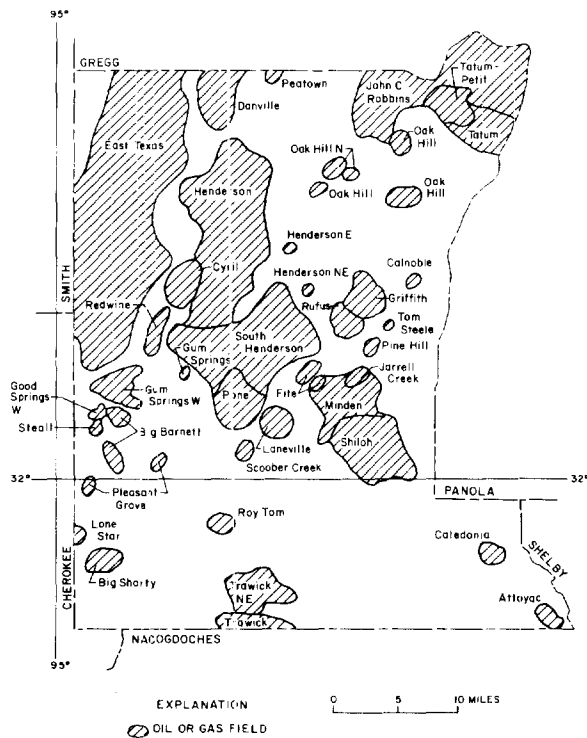 95°
GREGG
Peatown
Danville
John C
Robbins
Tatum-
Petit
East Texas
Oak
Hill
Tatum
Oak Hill N
Henderson
Oak Hill
Oak
Hill
Henderson E
Cyril
Calnoble
Henderson NE
SMITH
Redwine
Rufus
Griffith
Tom
Steele
South
Henderson
Gum
Springs
Pine Hill
Good
Springs
W
Gum
Springs W
Pone
Fite
Jarrell
Creek
Minden
Steall
Big Barnett
Shiloh
Laneville
Scoober Creek
32°
32°
Pleasant
Grove
PANOLA
Roy Tom
Lone
Star
Caledonia
SHELBY
Big Shorty
CHEROKEE
Trawick
NE
Attoyac
Trawick
NACOGDOCHES
95°
EXPLANATION
0 5 10 MILES
OIL OR GAS FIELD